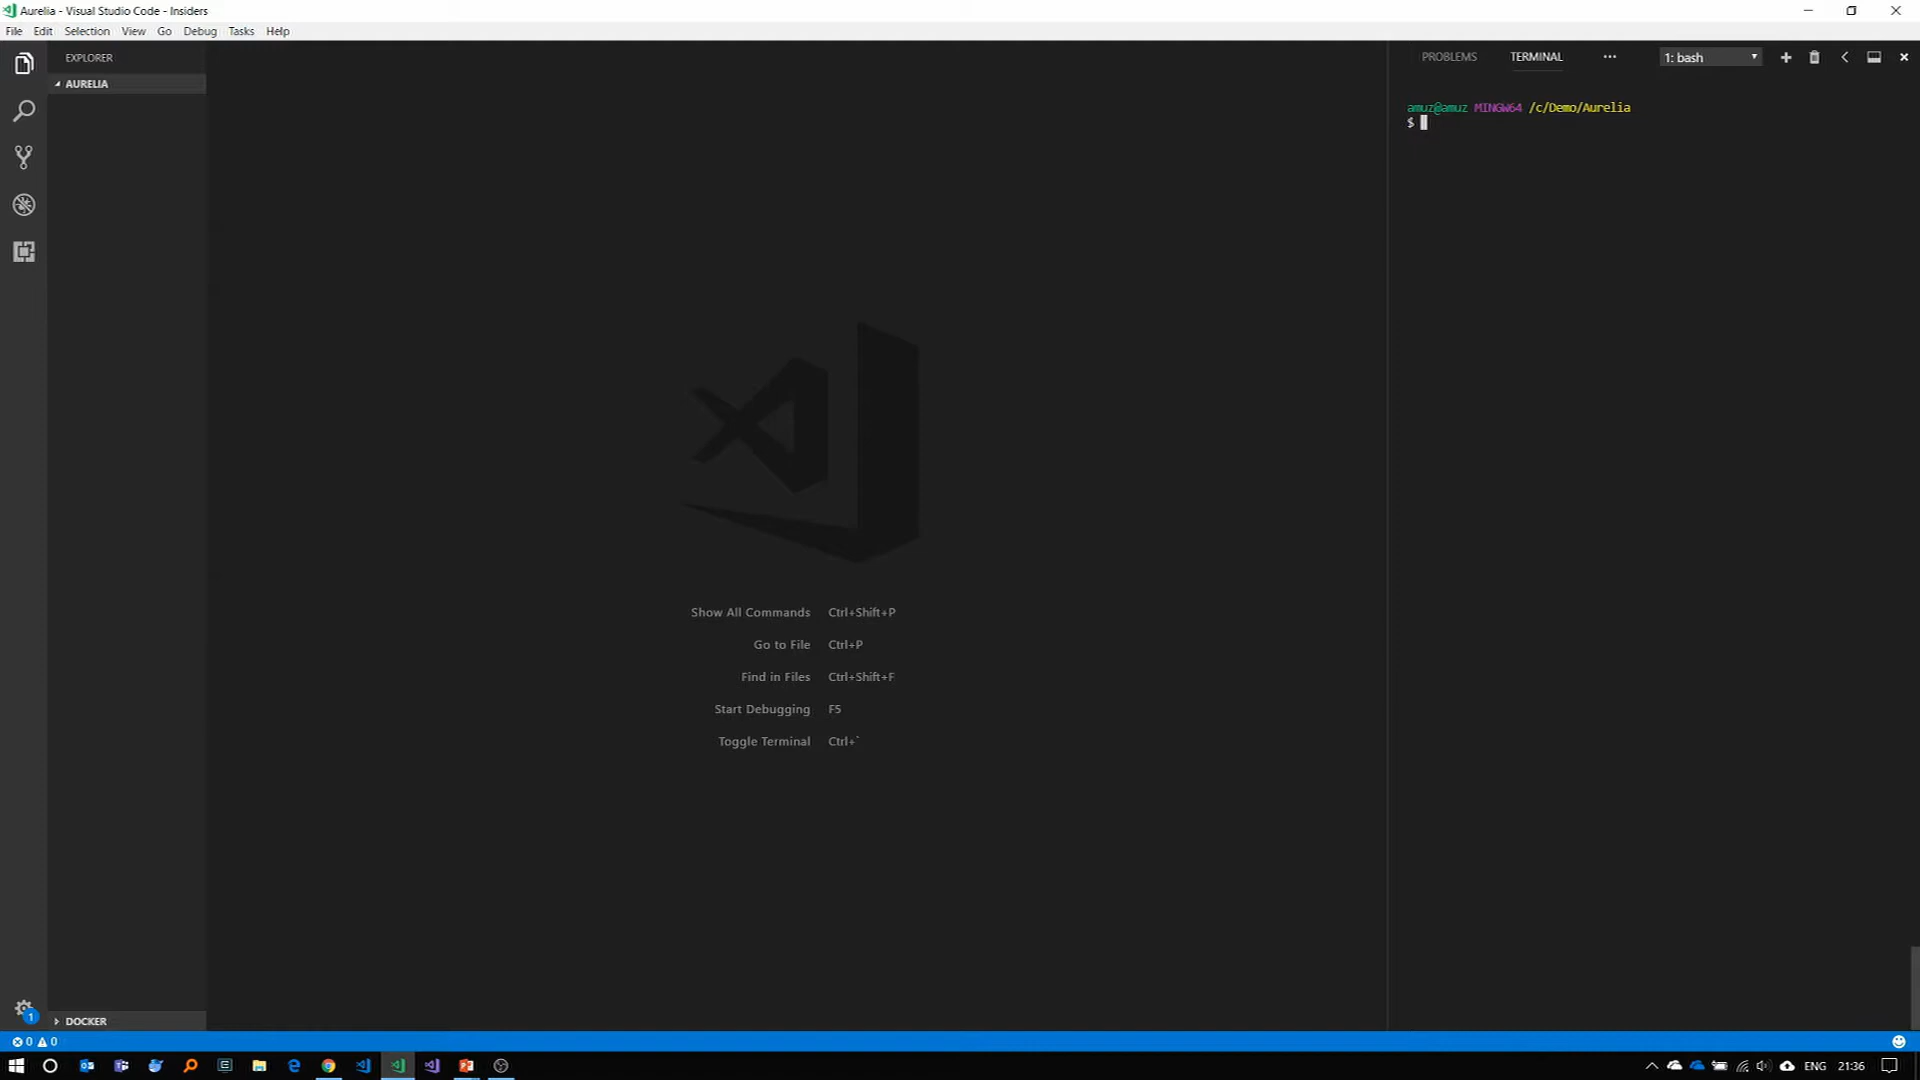 Aurelia - Visual Studio Code - Insiders
File Edit Selection View Go Debug Tasks Help
EXPLORER
AURELIA
PROBLEMS TERMINAL ··· 1: bash
amuz@amuz MINGW64 /c/Demo/Aurelia
$
Show All Commands Ctrl+Shift+P
Go to File Ctrl+P
Find in Files Ctrl+Shift+F
Start Debugging F5
Toggle Terminal Ctrl+`
1
DOCKER
0 0
ENG 21:36